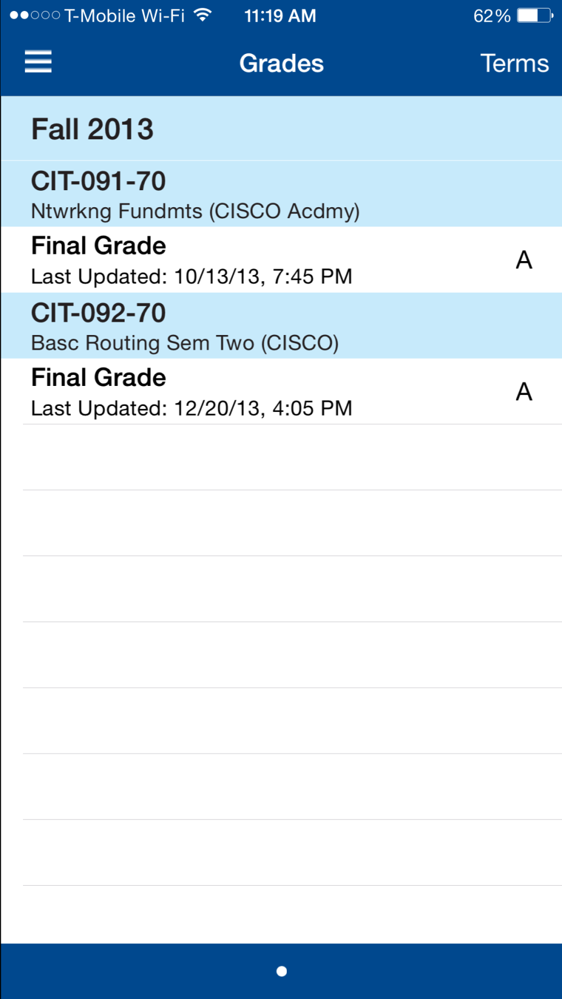 T-Mobile Wi-Fi 11:19 AM 62%
Grades Terms
Fall 2013
CIT-091-70
Ntwrkng Fundmts (CISCO Acdmy)
Final Grade
Last Updated: 10/13/13, 7:45 PM
A
CIT-092-70
Basc Routing Sem Two (CISCO)
Final Grade
Last Updated: 12/20/13, 4:05 PM
A